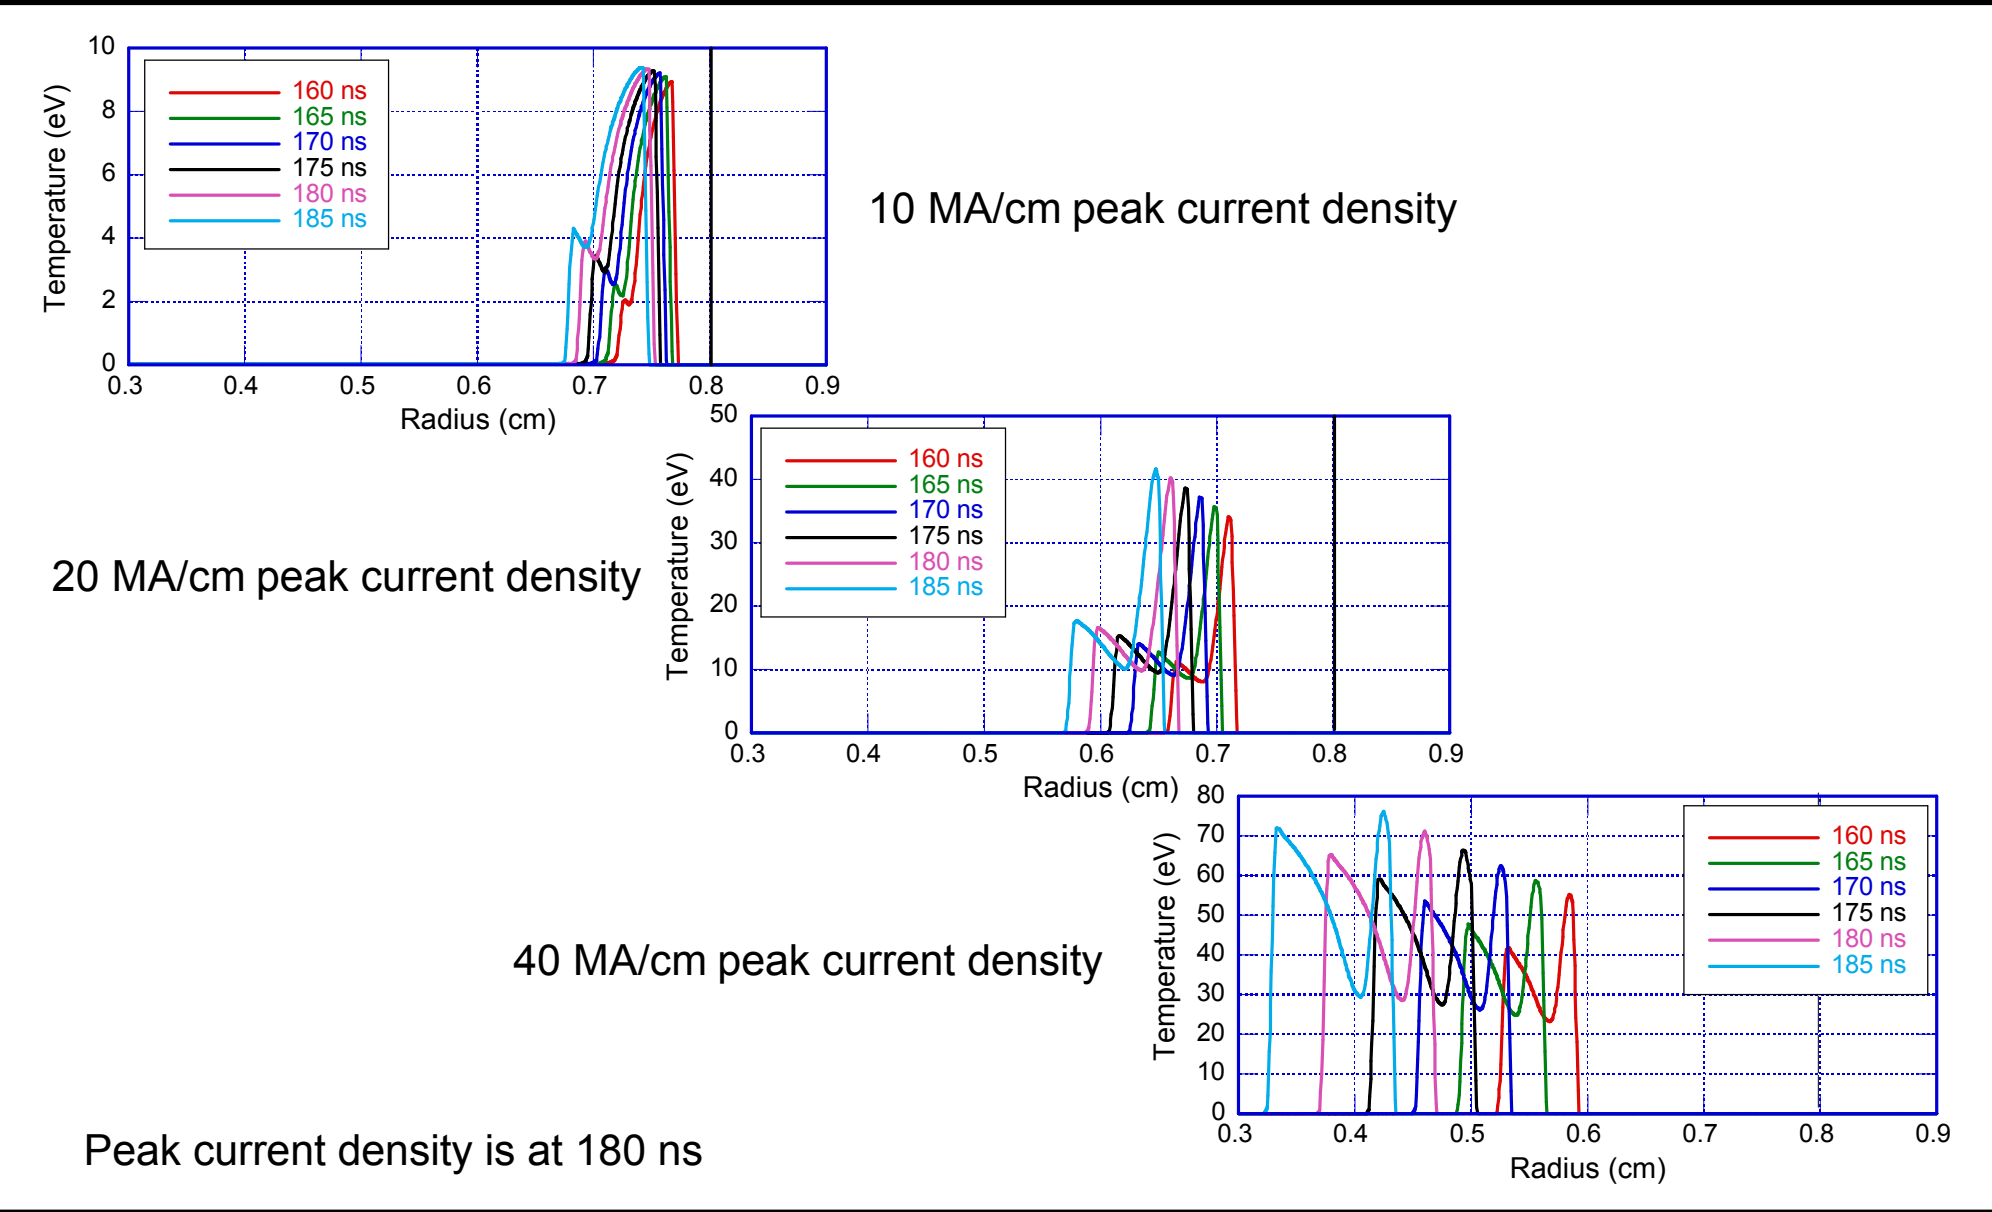 10
8
6
4
2
0
Temperature (eV)
160 ns
165 ns
170 ns
175 ns
180 ns
185 ns
0.3 0.4 0.5 0.6 0.7 0.8 0.9
Radius (cm)
10 MA/cm peak current density
20 MA/cm peak current density
50
40
30
20
10
0
Temperature (eV)
160 ns
165 ns
170 ns
175 ns
180 ns
185 ns
0.3 0.4 0.5 0.6 0.7 0.8 0.9
Radius (cm)
40 MA/cm peak current density
80
70
60
50
40
30
20
10
0
Temperature (eV)
160 ns
165 ns
170 ns
175 ns
180 ns
185 ns
0.3 0.4 0.5 0.6 0.7 0.8 0.9
Radius (cm)
Peak current density is at 180 ns